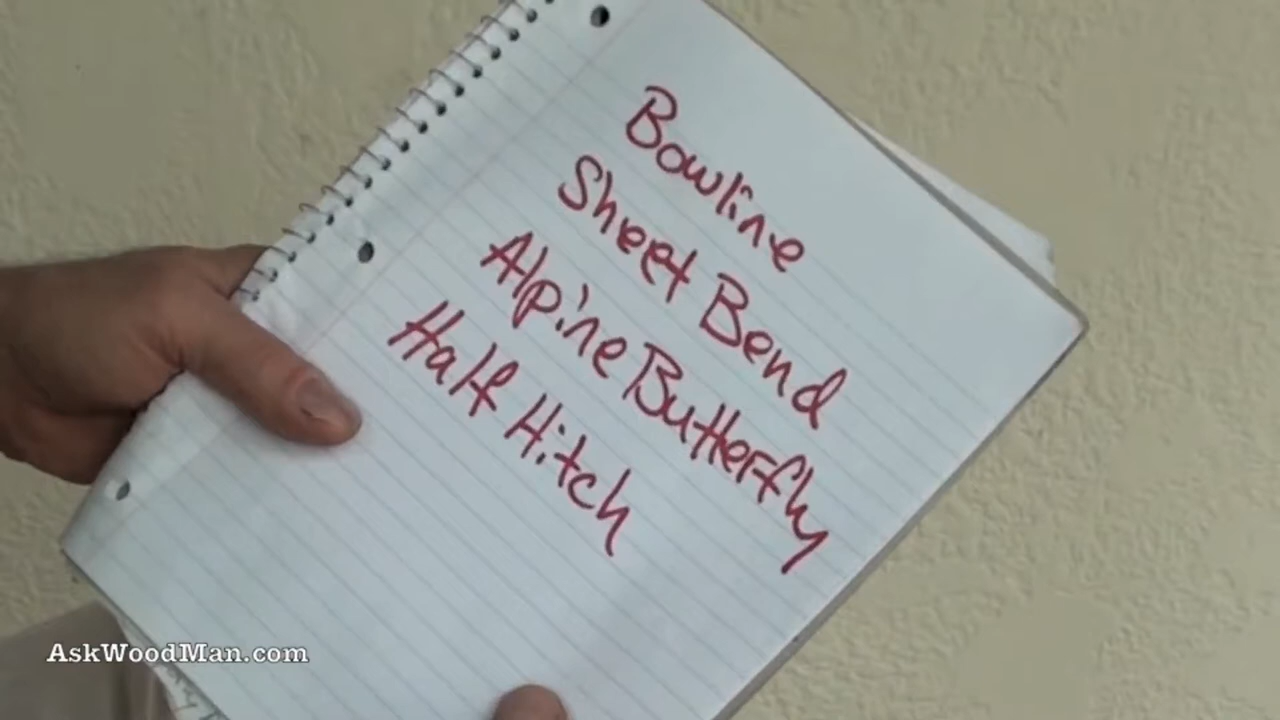 Bowline
Sheet Bend
Alpine Butterfly
Half Hitch
AskWoodMan.com